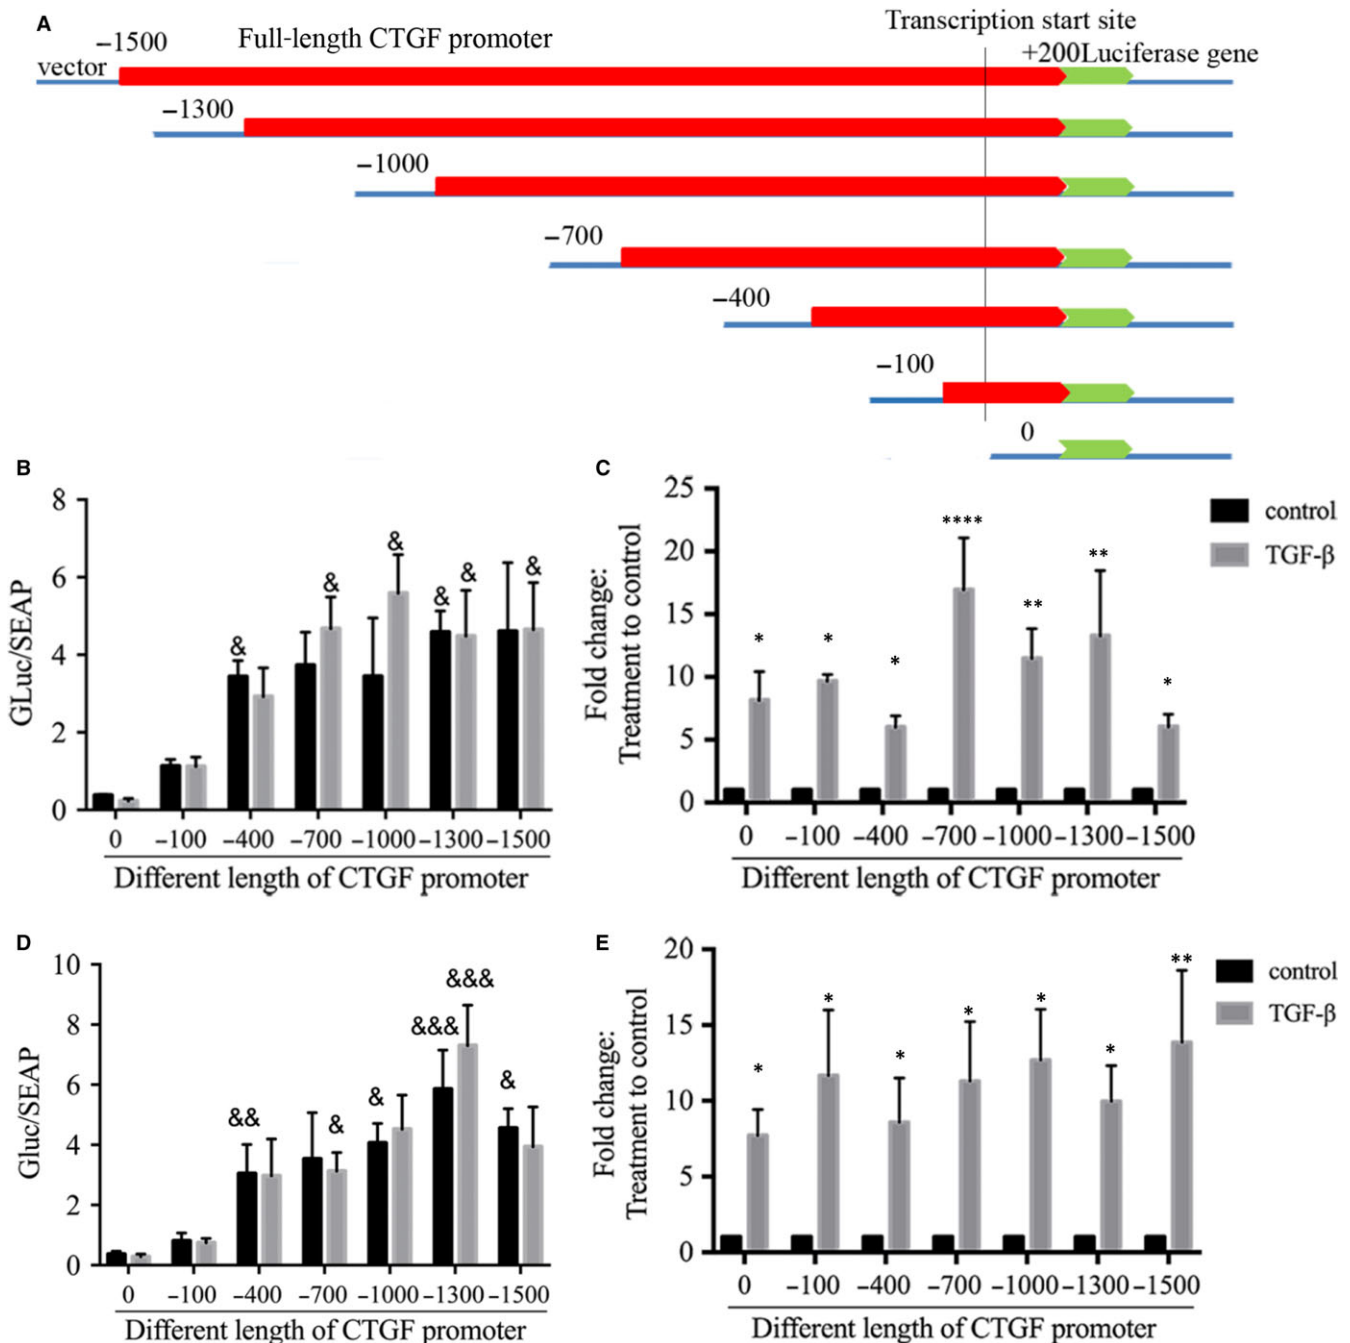 A
Transcription start site
−1500
Full-length CTGF promoter
+200Luciferase gene
vector
−1300
−1000
−700
−400
−100
0
B
8
6
4
2
0
GLuc/SEAP
&
&
&
&
&
&
0 −100 −400 −700 −1000 −1300 −1500
Different length of CTGF promoter
C
25
20
15
10
5
0
Fold change:
Treatment to control
*
*
*
****
**
**
*
control
TGF-β
0 −100 −400 −700 −1000 −1300 −1500
Different length of CTGF promoter
D
10
8
6
4
2
0
Gluc/SEAP
&&
&
&
&&&
&&&
&
0 −100 −400 −700 −1000 −1300 −1500
Different length of CTGF promoter
E
20
15
10
5
0
Fold change:
Treatment to control
*
*
*
*
*
*
**
control
TGF-β
0 −100 −400 −700 −1000 −1300 −1500
Different length of CTGF promoter